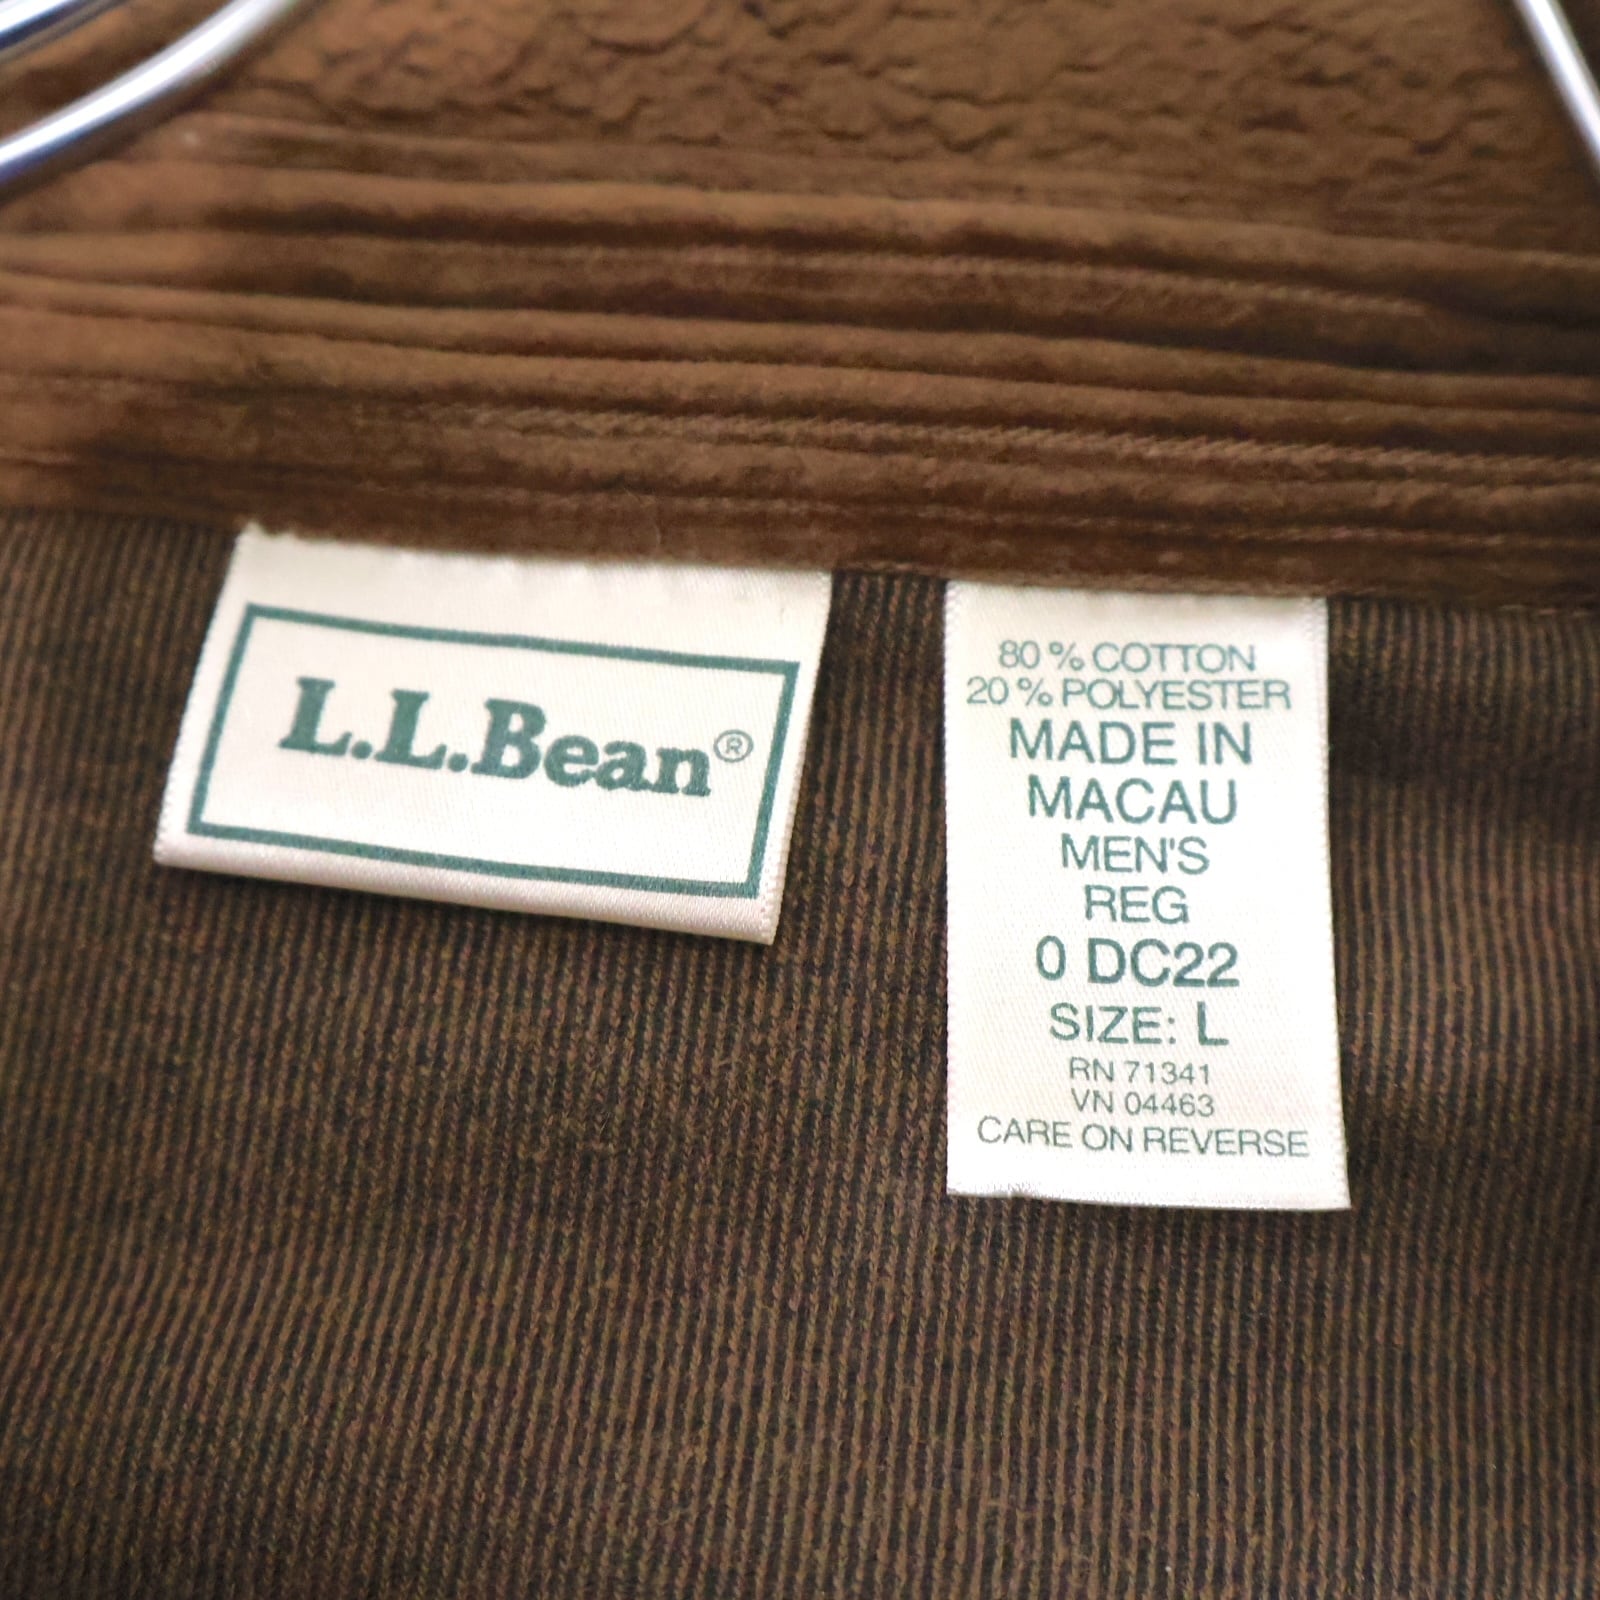 L.L.Bean®
80% COTTON
20% POLYESTER
MADE IN
MACAU
MEN'S
REG
0 DC22
SIZE: L
RN 71341
VN 04463
CARE ON REVERSE